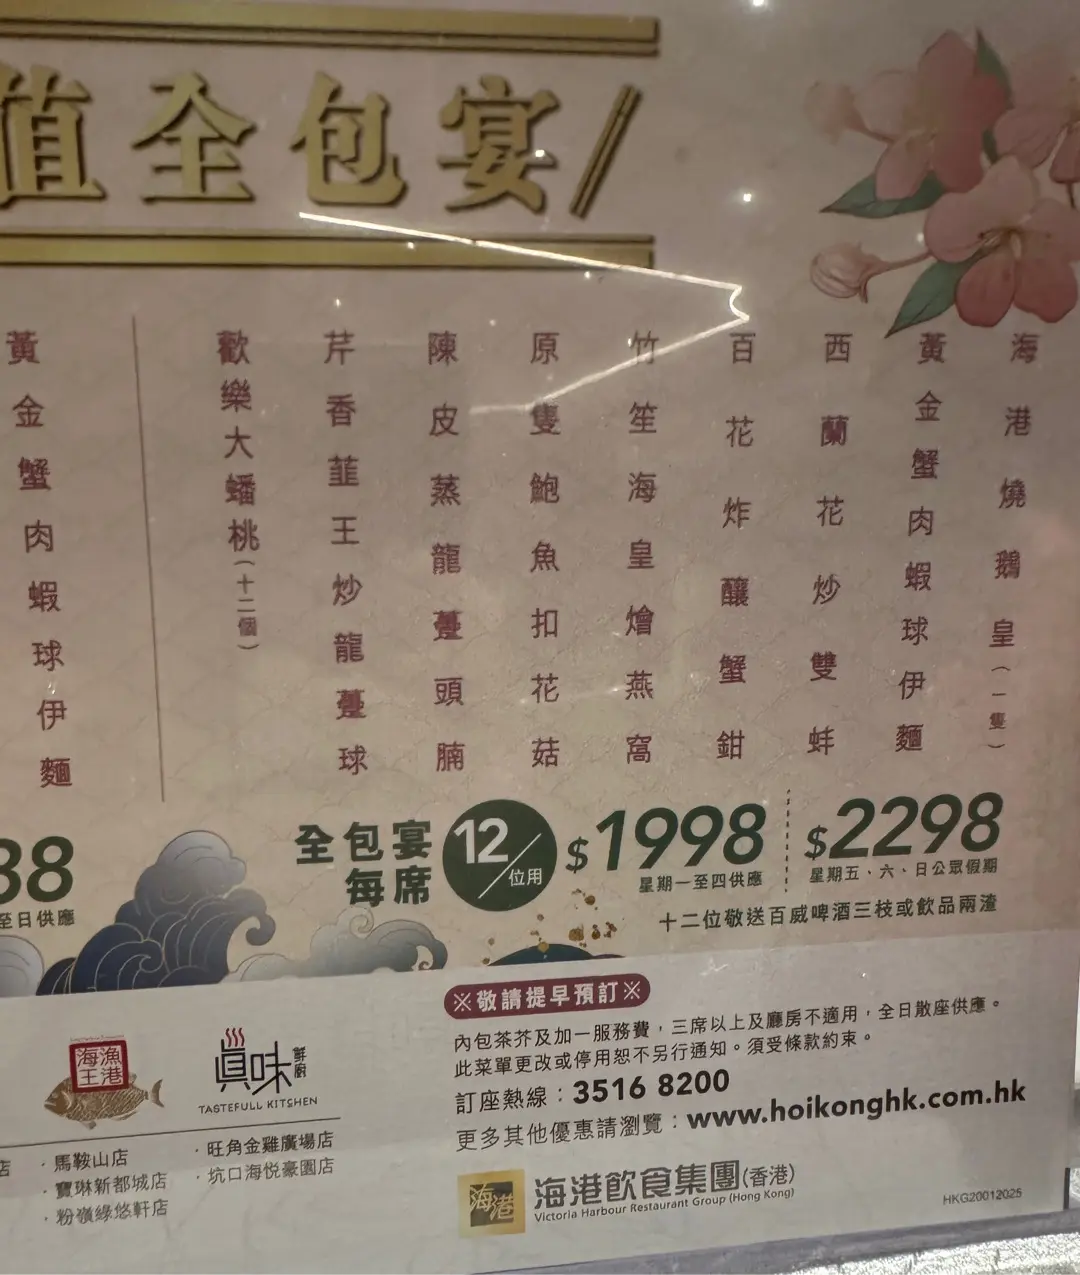 值全包宴
海港燒鵝皇(一隻)
黃金蟹肉蝦球伊麵
西蘭花炒雙蚌
百花炸釀蟹鉗
竹笙海皇燴燕窩
原隻鮑魚扣花菇
陳皮蒸龍躉頭腩
芹香韮王炒龍躉球
歡樂大蟠桃(十二個)
黃金蟹肉蝦球伊麵
88
至日供應
全包宴
每席
12/位用
$1998
星期一至四供應
$2298
星期五、六、日公眾假期
十二位敬送百威啤酒三枝或飲品兩渣
※敬請提早預訂※
內包茶芥及加一服務費，三席以上及廳房不適用，全日散座供應。
此菜單更改或停用恕不另行通知。須受條款約束。
訂座熱線：3516 8200
更多其他優惠請瀏覽：www.hoikonghk.com.hk
海港
海港飲食集團(香港)
Victoria Harbour Restaurant Group (Hong Kong)
HKG20012025
海漁
王港
真味
鮮廚
TASTEFULL KITCHEN
店
·馬鞍山店
·寶琳新都城店
·粉嶺綠悠軒店
·旺角金雞廣場店
·坑口海悦豪園店